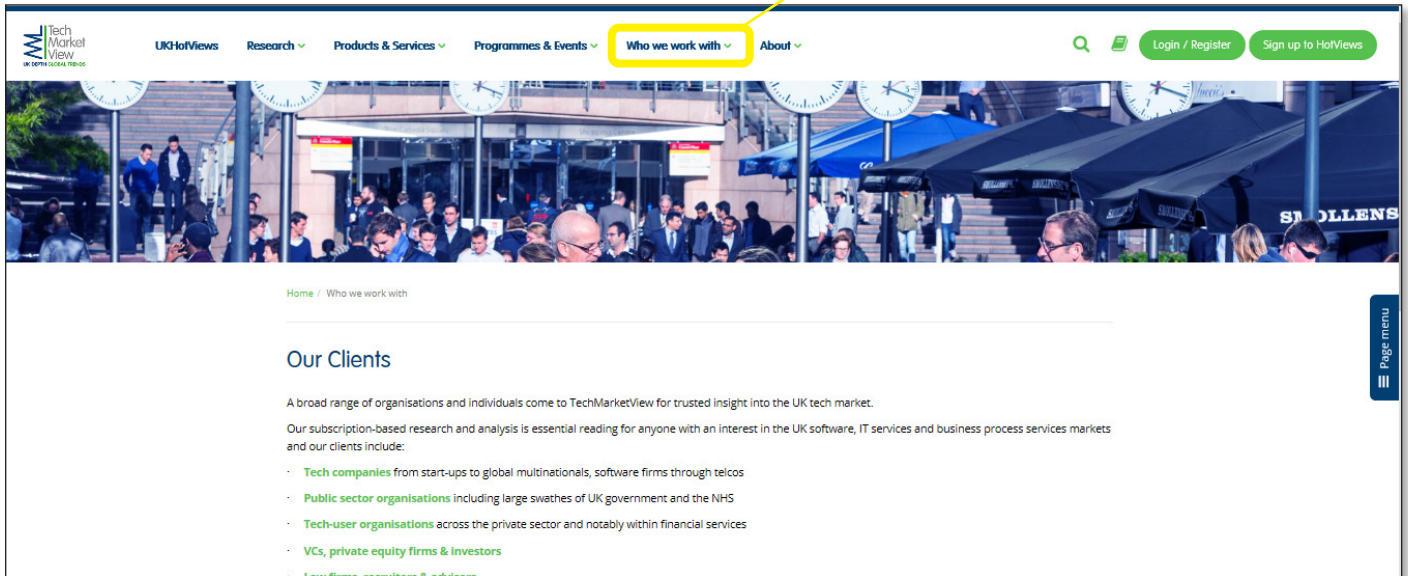 Tech
Market
View
UK DEPTH GLOBAL TRENDS
UKHotViews Research Products & Services Programmes & Events Who we work with About Login / Register Sign up to HotViews
SMOLLENS
Home / Who we work with
Page menu
Our Clients
A broad range of organisations and individuals come to TechMarketView for trusted insight into the UK tech market.
Our subscription-based research and analysis is essential reading for anyone with an interest in the UK software, IT services and business process services markets
and our clients include:
· Tech companies from start-ups to global multinationals, software firms through telcos
· Public sector organisations including large swathes of UK government and the NHS
· Tech-user organisations across the private sector and notably within financial services
· VCs, private equity firms & investors
· Law firms, recruiters & advisors